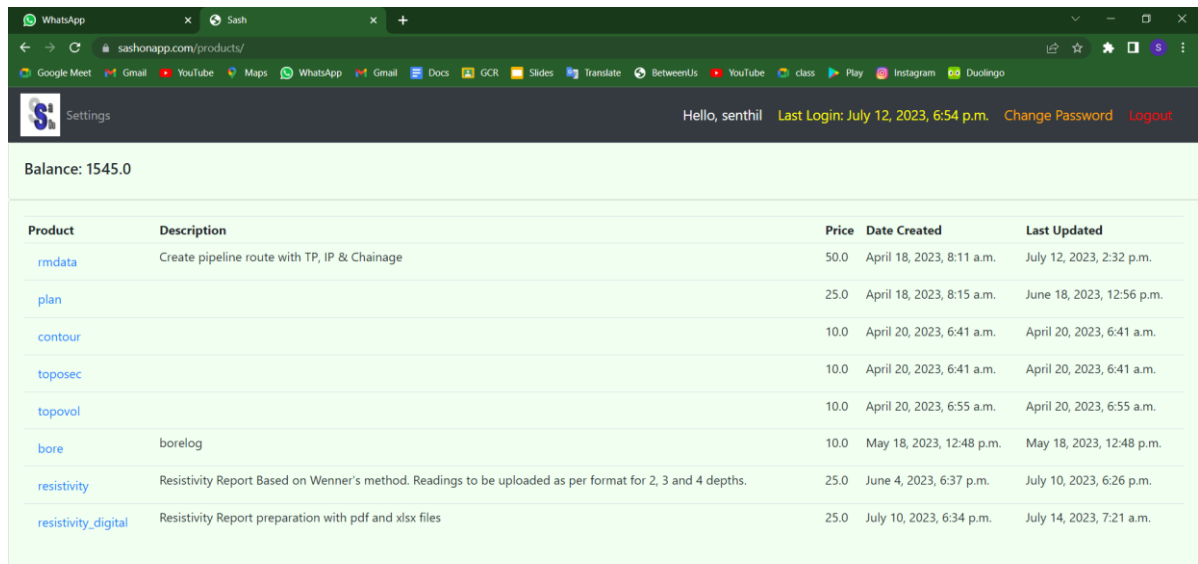 WhatsApp Sash
sashonapp.com/products/
Google Meet Gmail YouTube Maps WhatsApp Gmail Docs GCR Slides Translate BetweenUs YouTube class Play Instagram Duolingo
Settings Hello, senthil Last Login: July 12, 2023, 6:54 p.m. Change Password Logout
Balance: 1545.0
Product Description Price Date Created Last Updated
rmdata Create pipeline route with TP, IP & Chainage 50.0 April 18, 2023, 8:11 a.m. July 12, 2023, 2:32 p.m.
plan 25.0 April 18, 2023, 8:15 a.m. June 18, 2023, 12:56 p.m.
contour 10.0 April 20, 2023, 6:41 a.m. April 20, 2023, 6:41 a.m.
toposec 10.0 April 20, 2023, 6:41 a.m. April 20, 2023, 6:41 a.m.
topovol 10.0 April 20, 2023, 6:55 a.m. April 20, 2023, 6:55 a.m.
bore borelog 10.0 May 18, 2023, 12:48 p.m. May 18, 2023, 12:48 p.m.
resistivity Resistivity Report Based on Wenner's method. Readings to be uploaded as per format for 2, 3 and 4 depths. 25.0 June 4, 2023, 6:37 p.m. July 10, 2023, 6:26 p.m.
resistivity_digital Resistivity Report preparation with pdf and xlsx files 25.0 July 10, 2023, 6:34 p.m. July 14, 2023, 7:21 a.m.